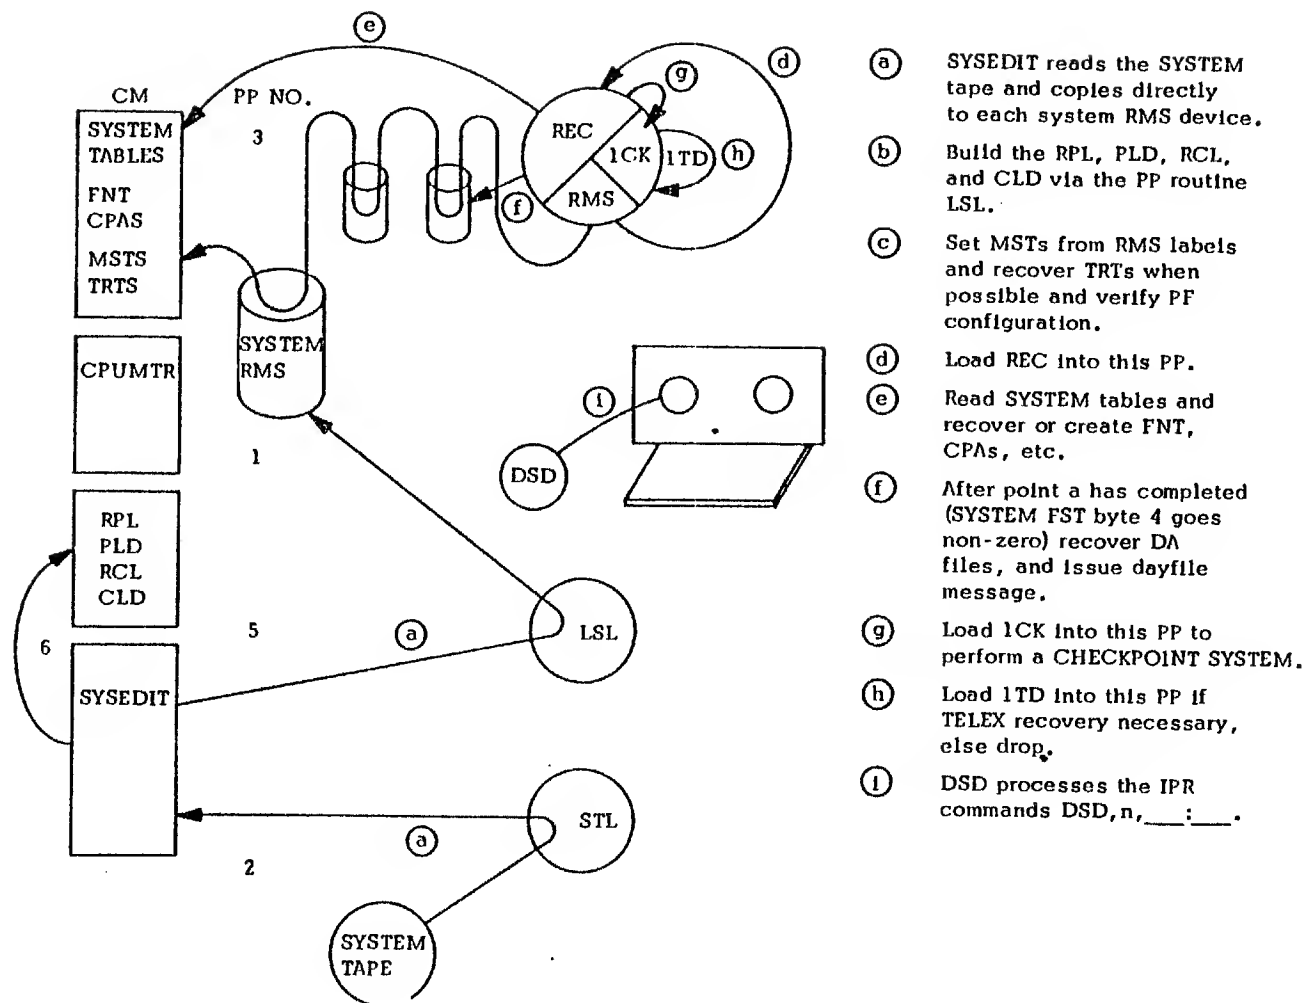 e
d
g
CM
PP NO.
SYSTEM
TABLES
FNT
CPAS
MSTS
TRTS
3
REC
1CK
1TD
h
RMS
f
SYSTEM
RMS
CPUMTR
1
i
DSD
RPL
PLD
RCL
CLD
6
5
a
LSL
SYSEDIT
STL
a
2
SYSTEM
TAPE
a SYSEDIT reads the SYSTEM
tape and copies directly
to each system RMS device.
b Build the RPL, PLD, RCL,
and CLD via the PP routine
LSL.
c Set MSTs from RMS labels
and recover TRTs when
possible and verify PF
configuration.
d Load REC into this PP.
e Read SYSTEM tables and
recover or create FNT,
CPAs, etc.
f After point a has completed
(SYSTEM FST byte 4 goes
non-zero) recover DA
files, and issue dayfile
message.
g Load 1CK into this PP to
perform a CHECKPOINT SYSTEM.
h Load 1TD into this PP if
TELEX recovery necessary,
else drop.
i DSD processes the IPR
commands DSD,n,___:___.